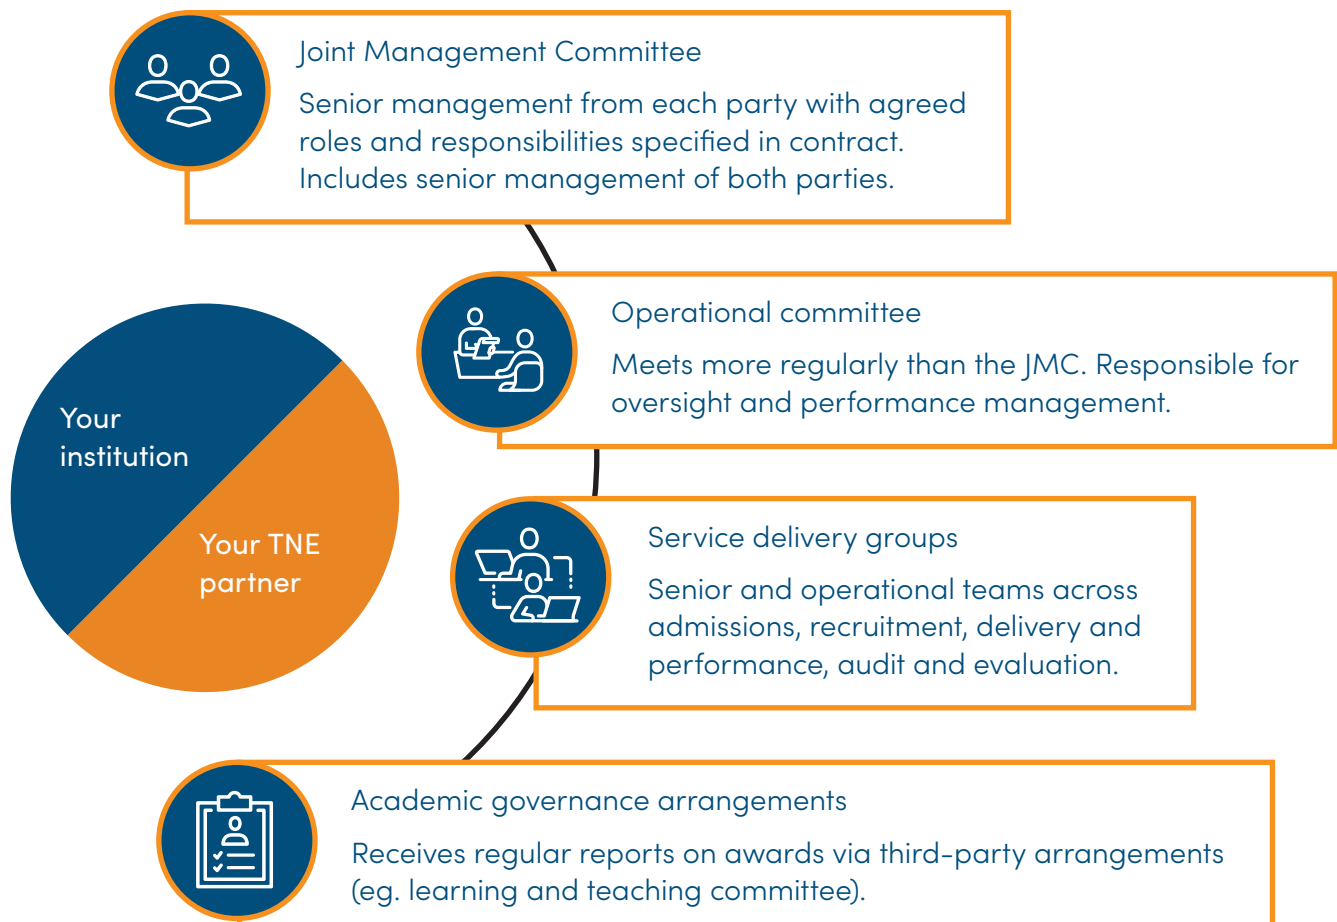 Joint Management Committee
Senior management from each party with agreed
roles and responsibilities specified in contract.
Includes senior management of both parties.
Operational committee
Meets more regularly than the JMC. Responsible for
oversight and performance management.
Your
institution
Your TNE
partner
Service delivery groups
Senior and operational teams across
admissions, recruitment, delivery and
performance, audit and evaluation.
Academic governance arrangements
Receives regular reports on awards via third-party arrangements
(eg. learning and teaching committee).